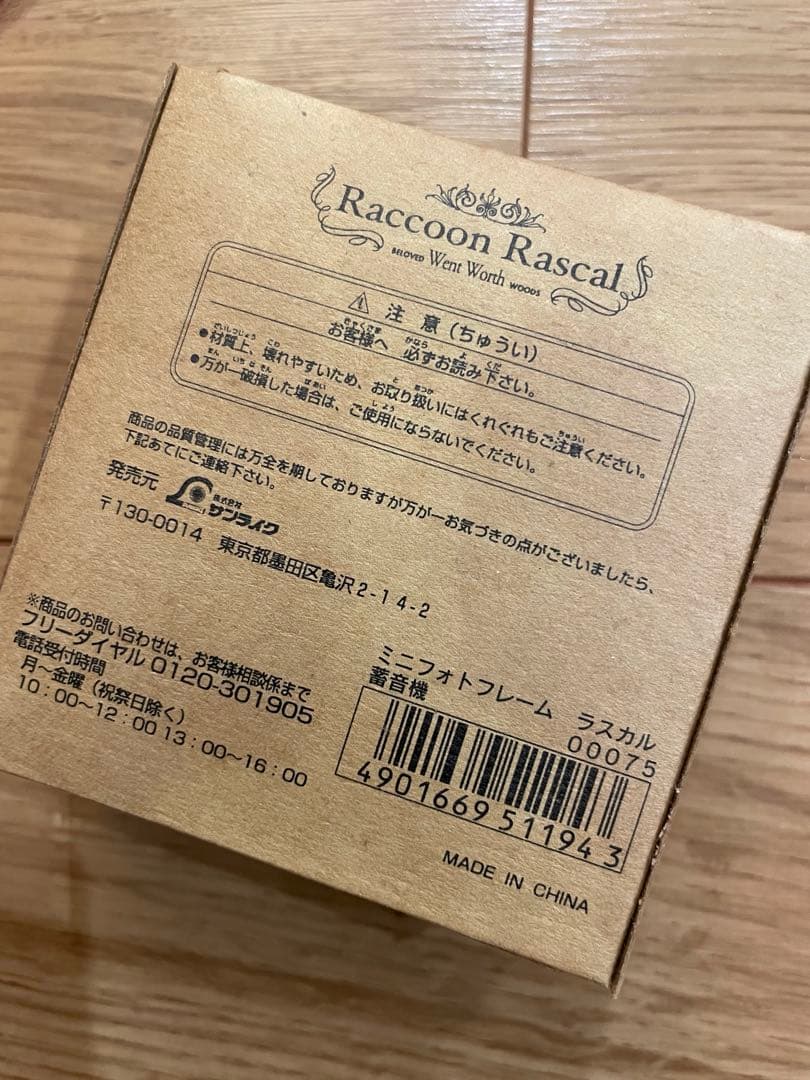 Raccoon Rascal
BELOVED Went Worth WOODS
注意(ちゅうい)
お客様へ 必ずお読み下さい。
●材質上、壊れやすいため、お取り扱いにはくれぐれもご注意ください。
●万が一破損した場合は、ご使用にならないでください。
商品の品質管理には万全を期しておりますが万が一お気づきの点がございましたら、
下記あてにご連絡下さい。
発売元 株式会社 サンライク
〒130-0014 東京都墨田区亀沢2-14-2
※商品のお問い合わせは、お客様相談係まで
フリーダイヤル 0120-301905
電話受付時間
月〜金曜(祝祭日除く)
10:00〜12:00 13:00〜16:00
ミニフォトフレーム ラスカル
蓄音機 00075
4901669511943
MADE IN CHINA